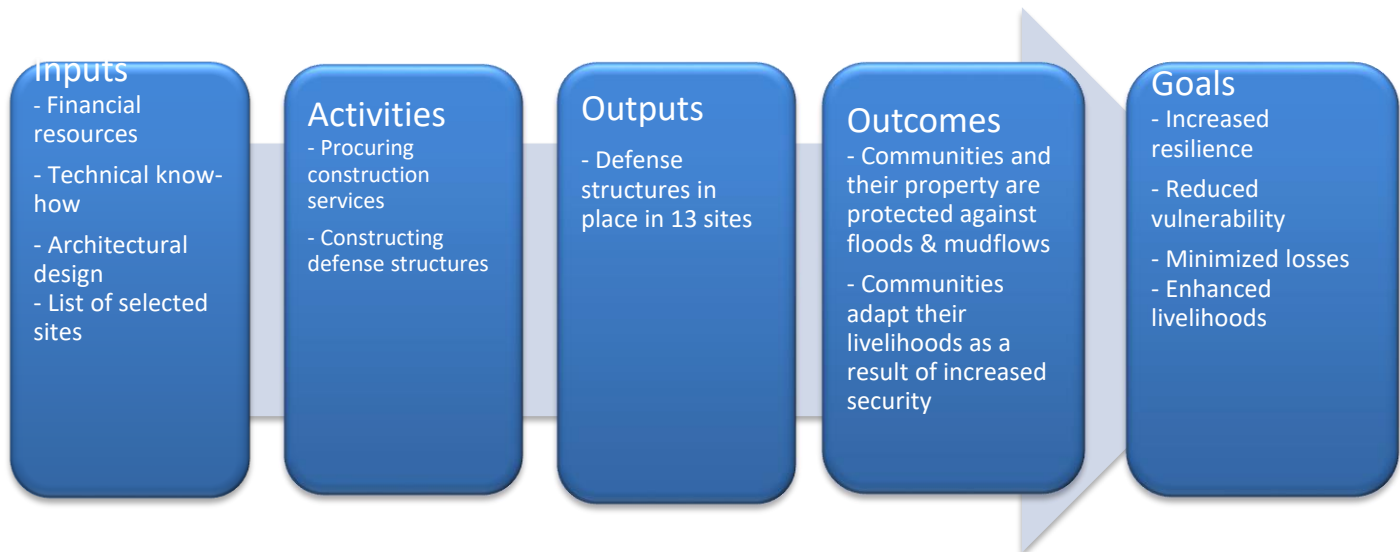 Inputs
- Financial
resources
- Technical know-
how
- Architectural
design
- List of selected
sites
Activities
- Procuring
construction
services
- Constructing
defense structures
Outputs
- Defense
structures in
place in 13 sites
Outcomes
- Communities and
their property are
protected against
floods & mudflows
- Communities
adapt their
livelihoods as a
result of increased
security
Goals
- Increased
resilience
- Reduced
vulnerability
- Minimized losses
- Enhanced
livelihoods